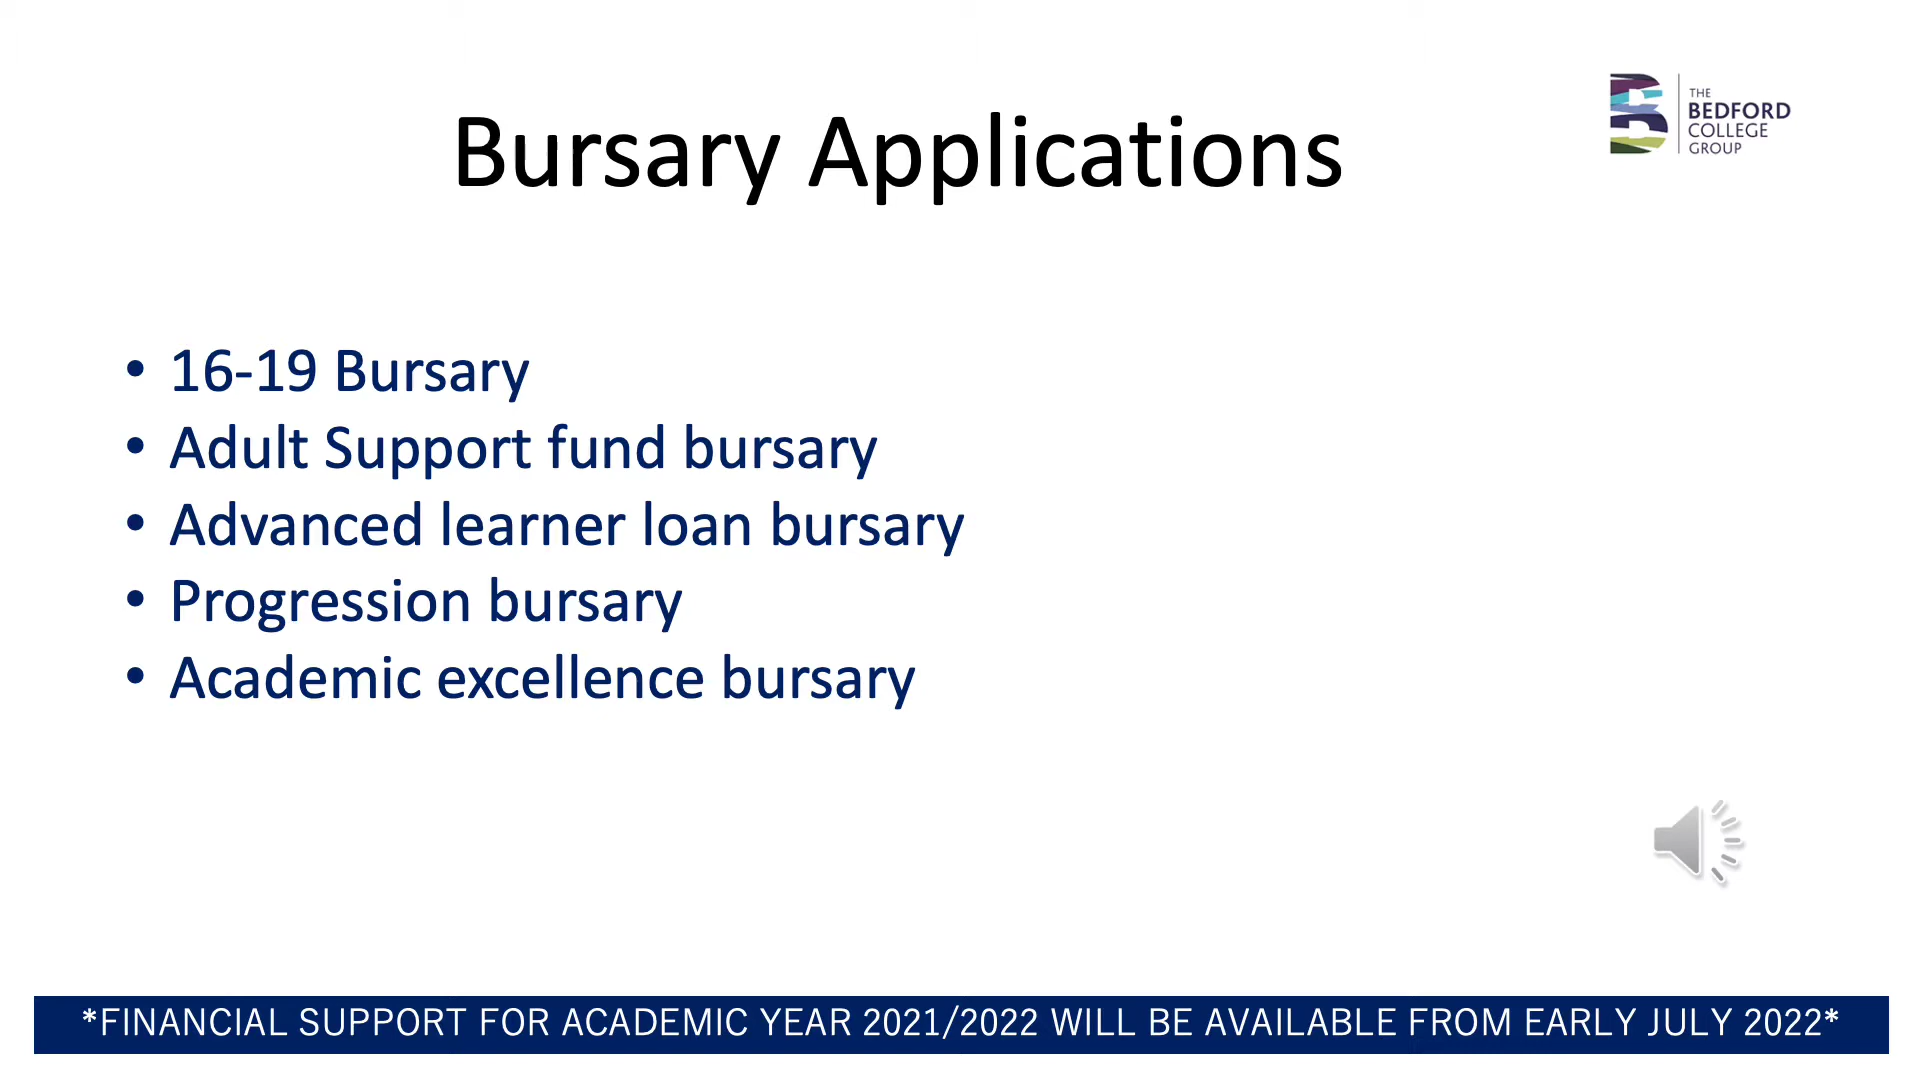 Bursary Applications
THE
BEDFORD
COLLEGE
GROUP
• 16-19 Bursary
• Adult Support fund bursary
• Advanced learner loan bursary
• Progression bursary
• Academic excellence bursary
*FINANCIAL SUPPORT FOR ACADEMIC YEAR 2021/2022 WILL BE AVAILABLE FROM EARLY JULY 2022*